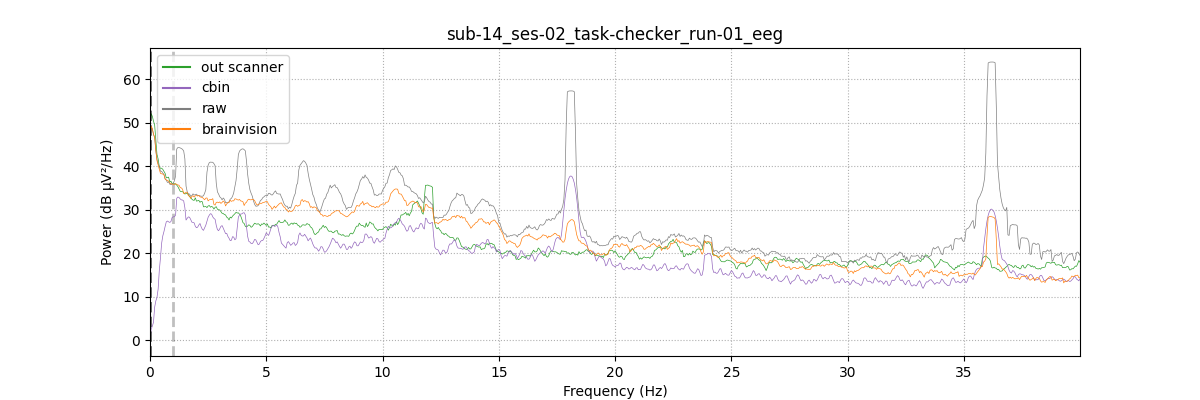 sub-14_ses-02_task-checker_run-01_eeg
out scanner
cbin
raw
brainvision
Power (dB µV²/Hz)
60
50
40
30
20
10
0
0 5 10 15 20 25 30 35
Frequency (Hz)